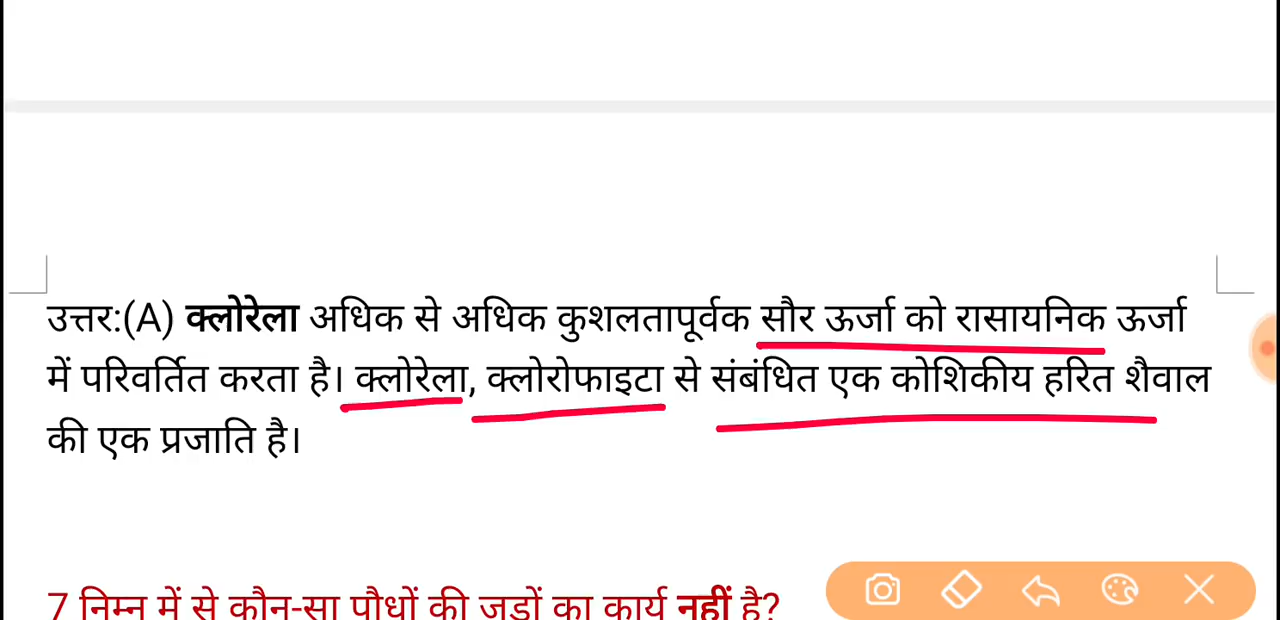 उत्तर:(A) क्लोरेला अधिक से अधिक कुशलतापूर्वक सौर ऊर्जा को रासायनिक ऊर्जा
में परिवर्तित करता है। क्लोरेला, क्लोरोफाइटा से संबंधित एक कोशिकीय हरित शैवाल
की एक प्रजाति है।
7 निम्न में से कौन-सा पौधों की जड़ों का कार्य नहीं है?